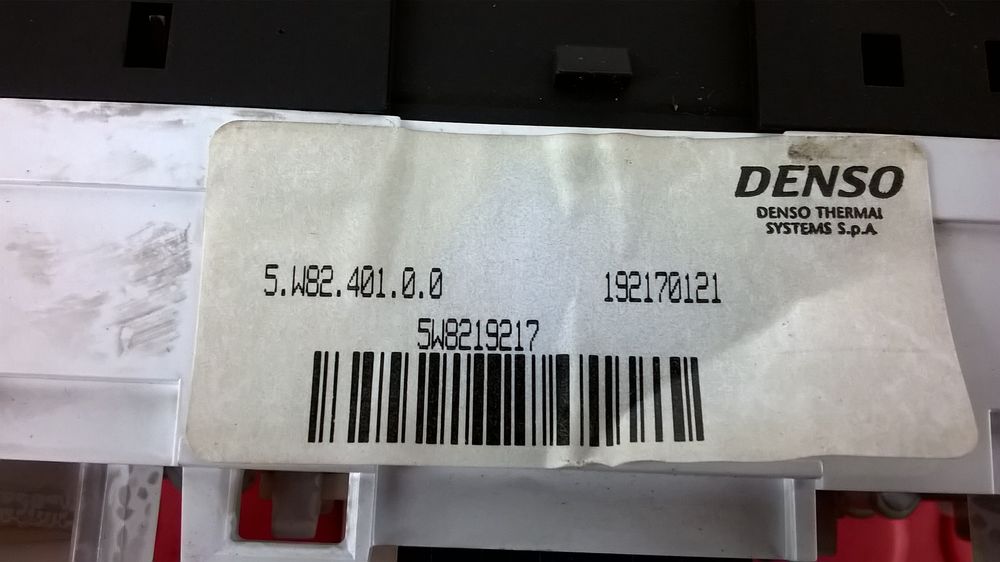 DENSO
DENSO THERMAL
SYSTEMS S.p.A
5.W82.401.0.0 192170121
5W8219217